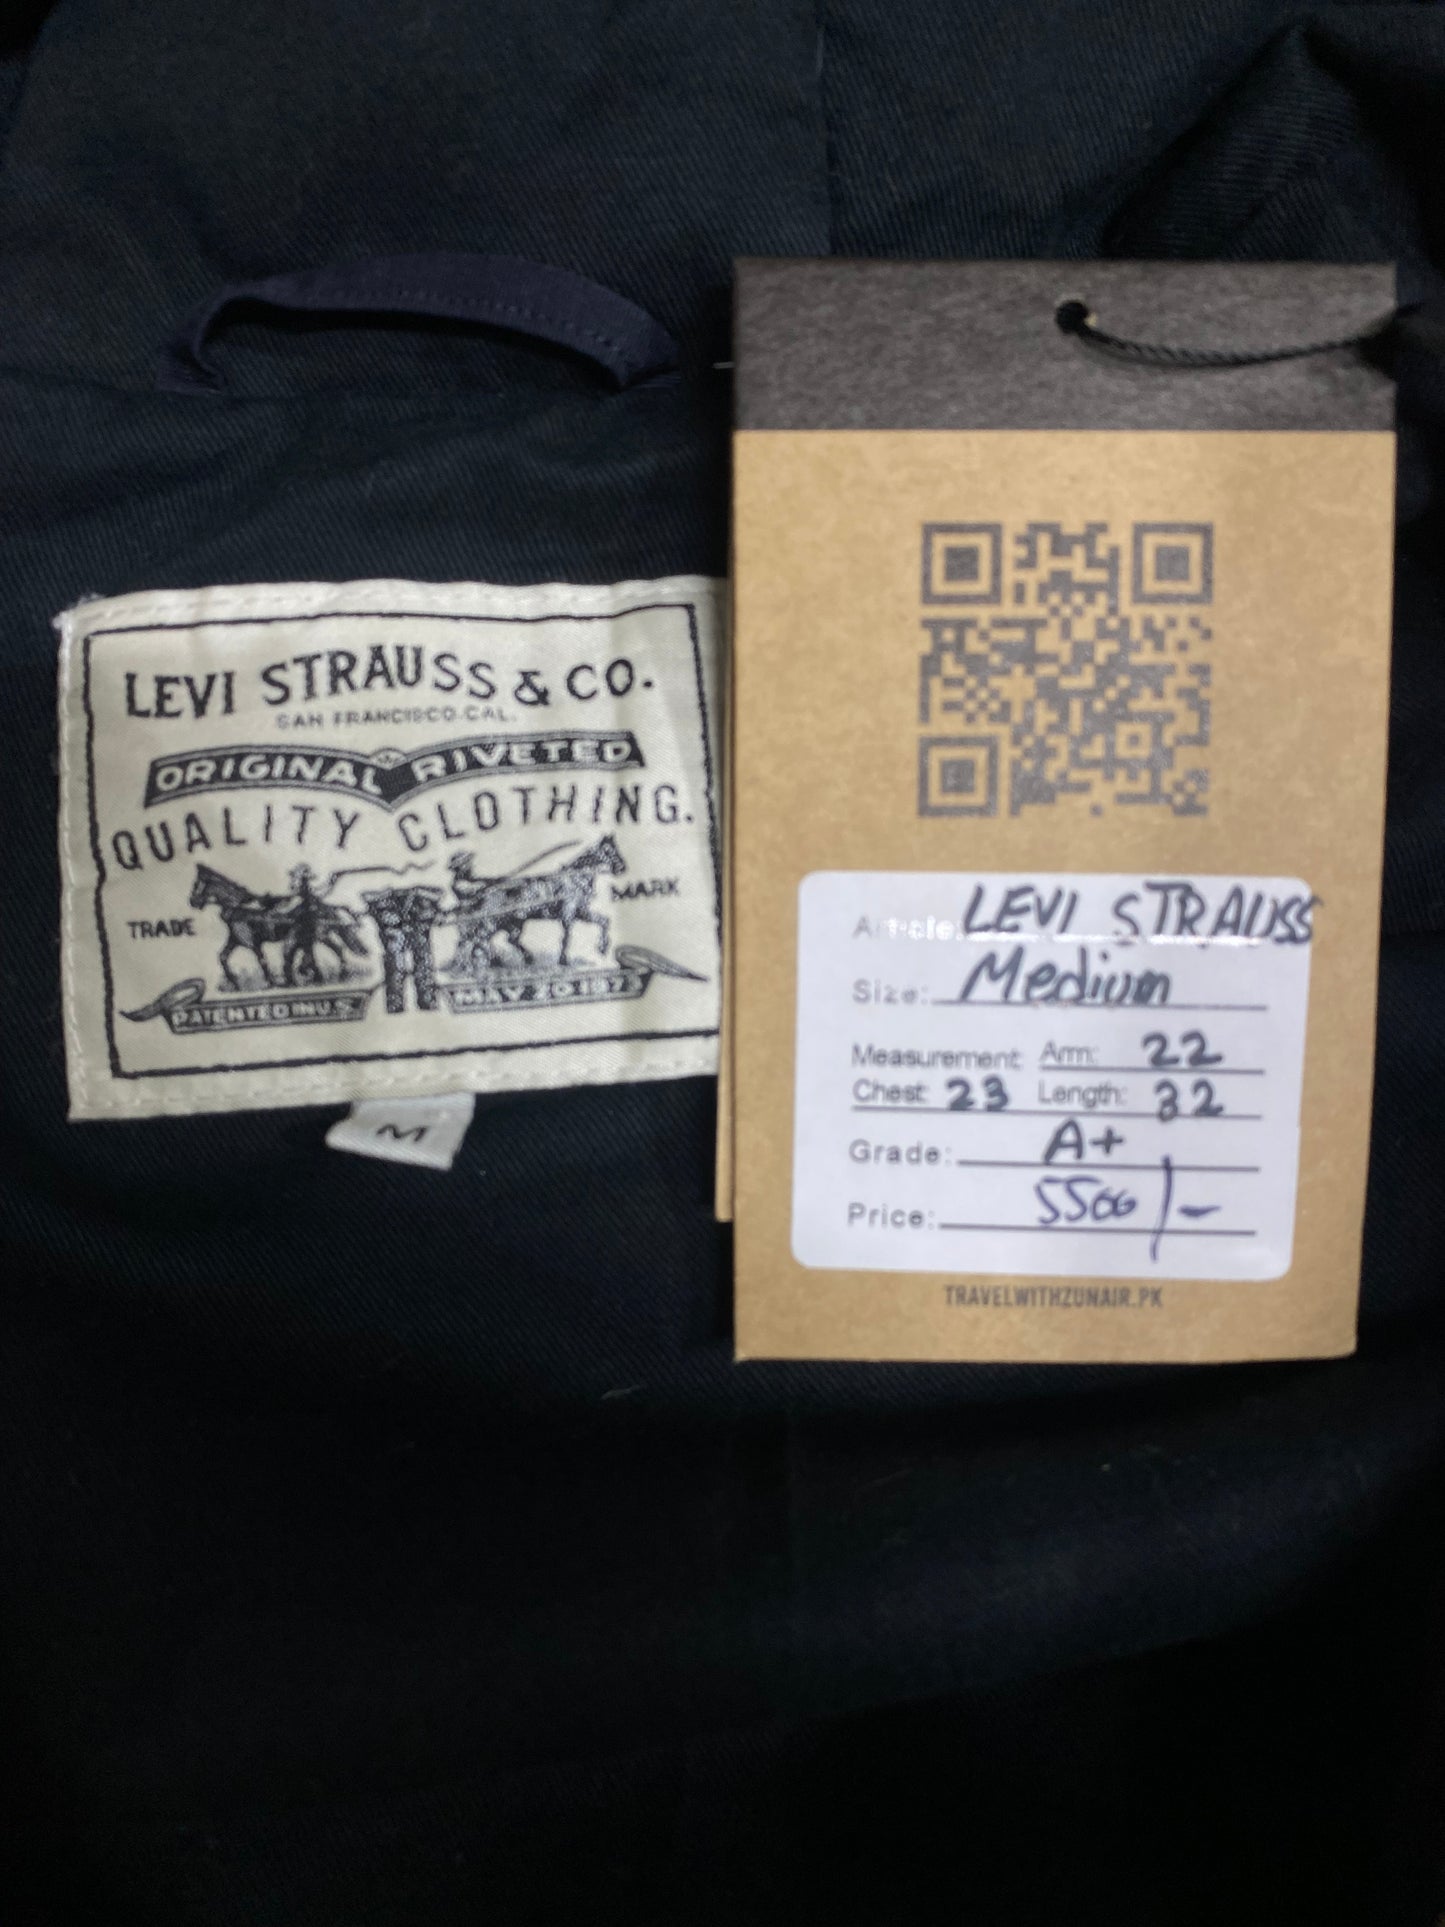 LEVI STRAUSS & CO.
SAN FRANCISCO CAL.
ORIGINAL RIVETED
QUALITY CLOTHING.
TRADE MARK
PATENTED IN U.S. MAY 20 1873
M
Article: LEVI STRAUSS
Size: Medium
Measurement: Arm: 22
Chest: 23 Length: 32
Grade: A+
Price: 5500/-
TRAVELWITHZUNAIR.PK